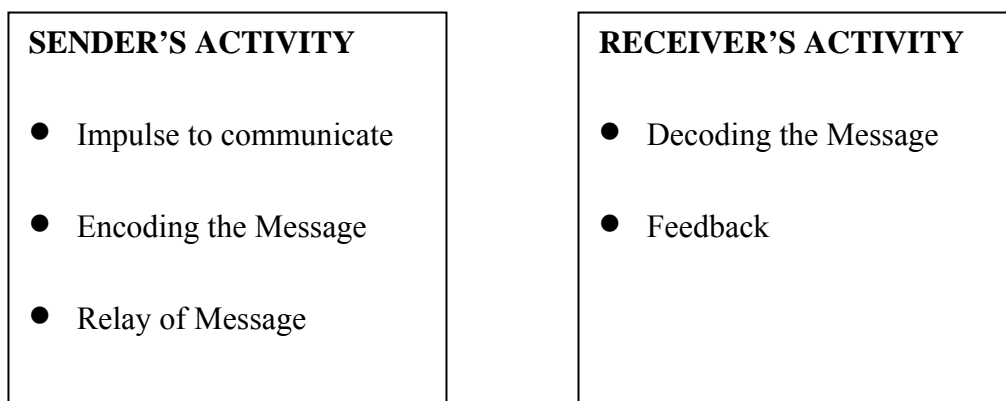 SENDER’S ACTIVITY
● Impulse to communicate
● Encoding the Message
● Relay of Message
RECEIVER’S ACTIVITY
● Decoding the Message
● Feedback